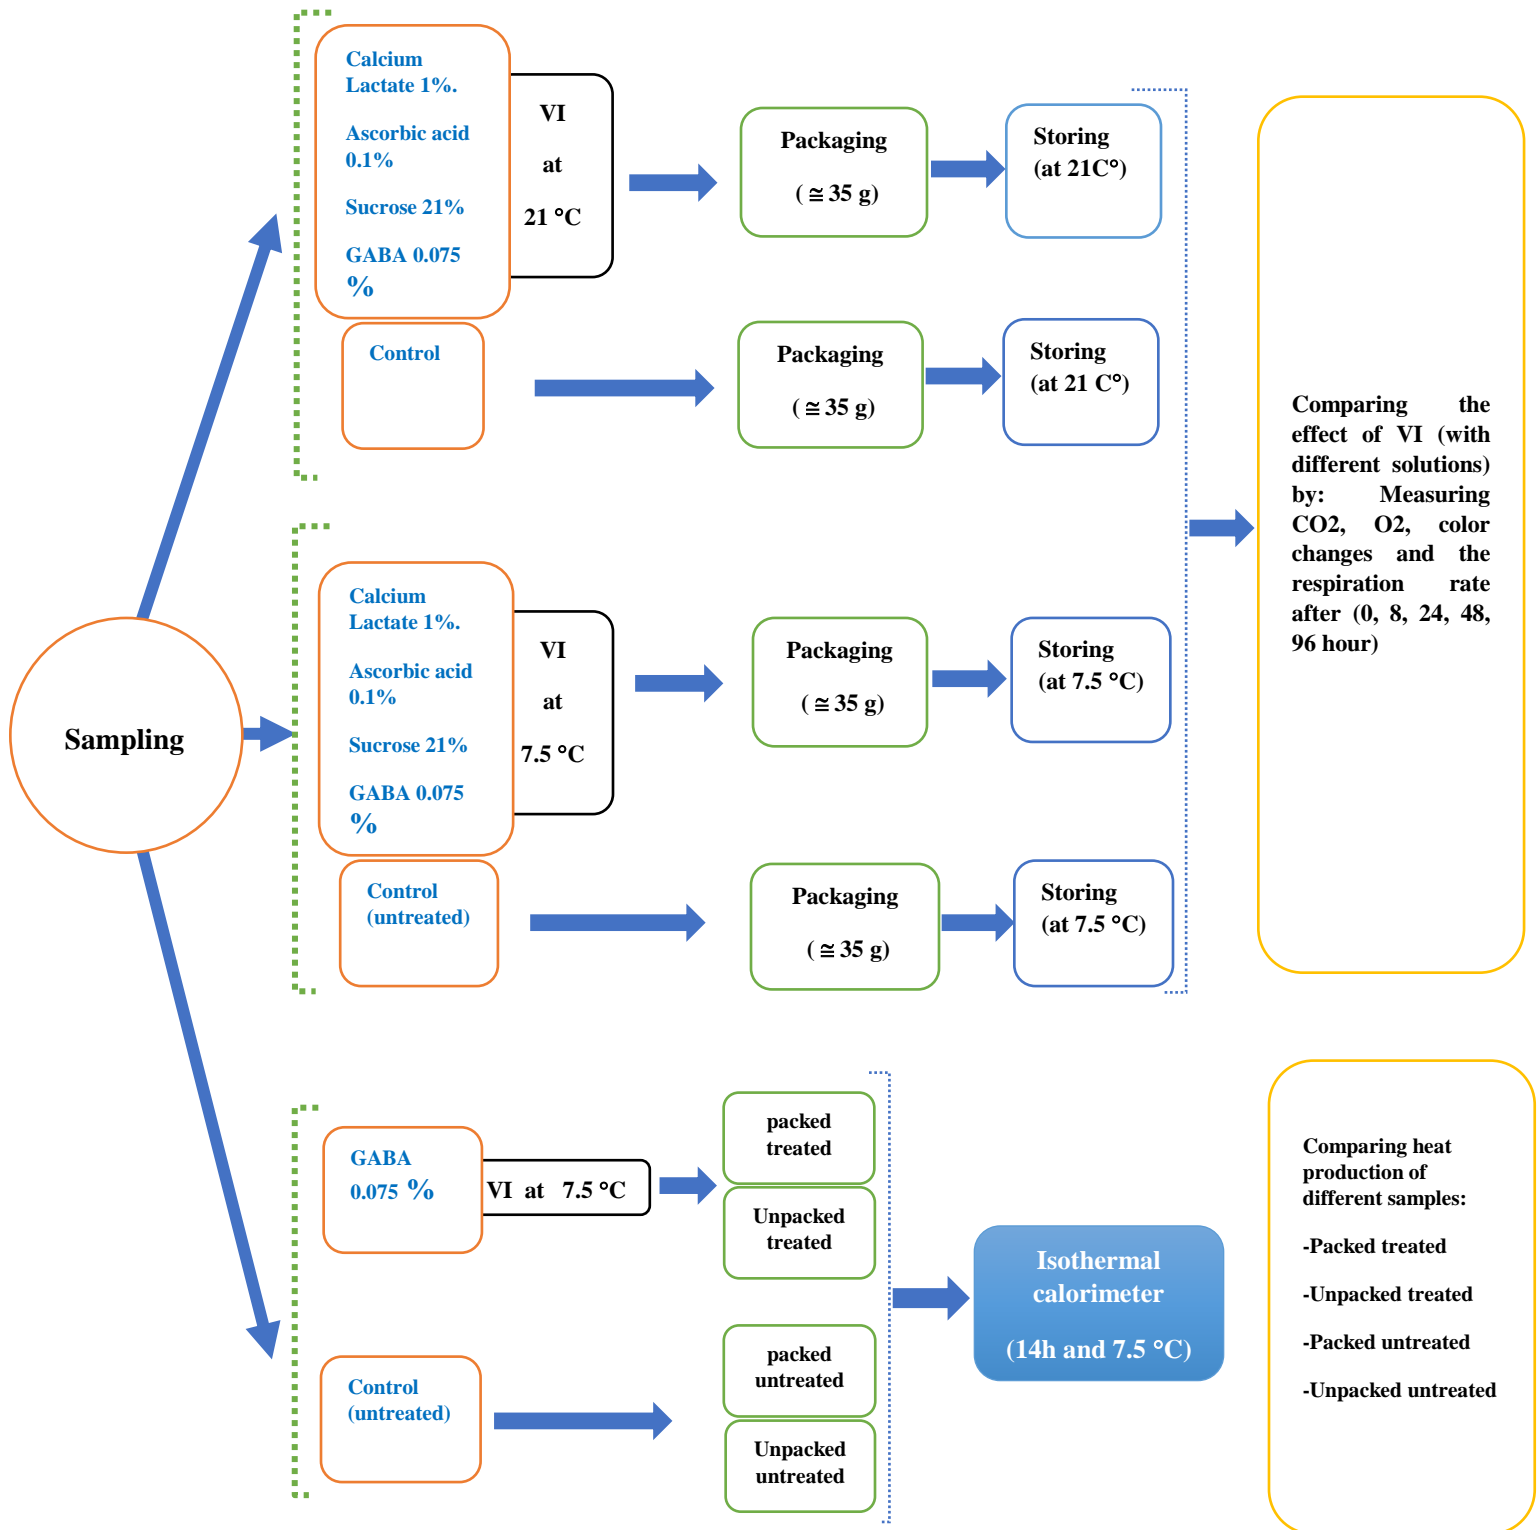 Sampling
Calcium
Lactate 1%.
Ascorbic acid
0.1%
Sucrose 21%
GABA 0.075
%
VI
at
21 °C
Packaging
( ≅ 35 g)
Storing
(at 21C°)
Control
Packaging
( ≅ 35 g)
Storing
(at 21 C°)
Calcium
Lactate 1%.
Ascorbic acid
0.1%
Sucrose 21%
GABA 0.075
%
VI
at
7.5 °C
Packaging
( ≅ 35 g)
Storing
(at 7.5 °C)
Control
(untreated)
Packaging
( ≅ 35 g)
Storing
(at 7.5 °C)
Comparing the
effect of VI (with
different solutions)
by: Measuring
CO2, O2, color
changes and the
respiration rate
after (0, 8, 24, 48,
96 hour)
GABA
0.075 %
VI at 7.5 °C
packed
treated
Unpacked
treated
Control
(untreated)
packed
untreated
Unpacked
untreated
Isothermal
calorimeter
(14h and 7.5 °C)
Comparing heat
production of
different samples:
-Packed treated
-Unpacked treated
-Packed untreated
-Unpacked untreated